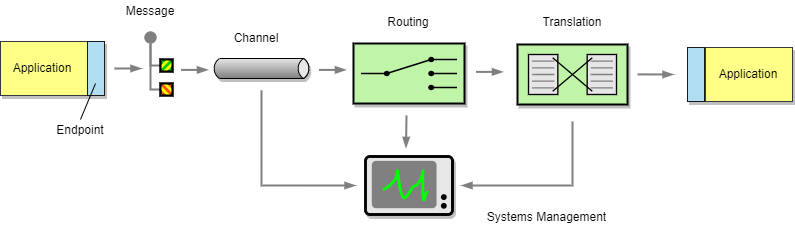 Message
Channel
Routing
Translation
Application
Application
Endpoint
Systems Management